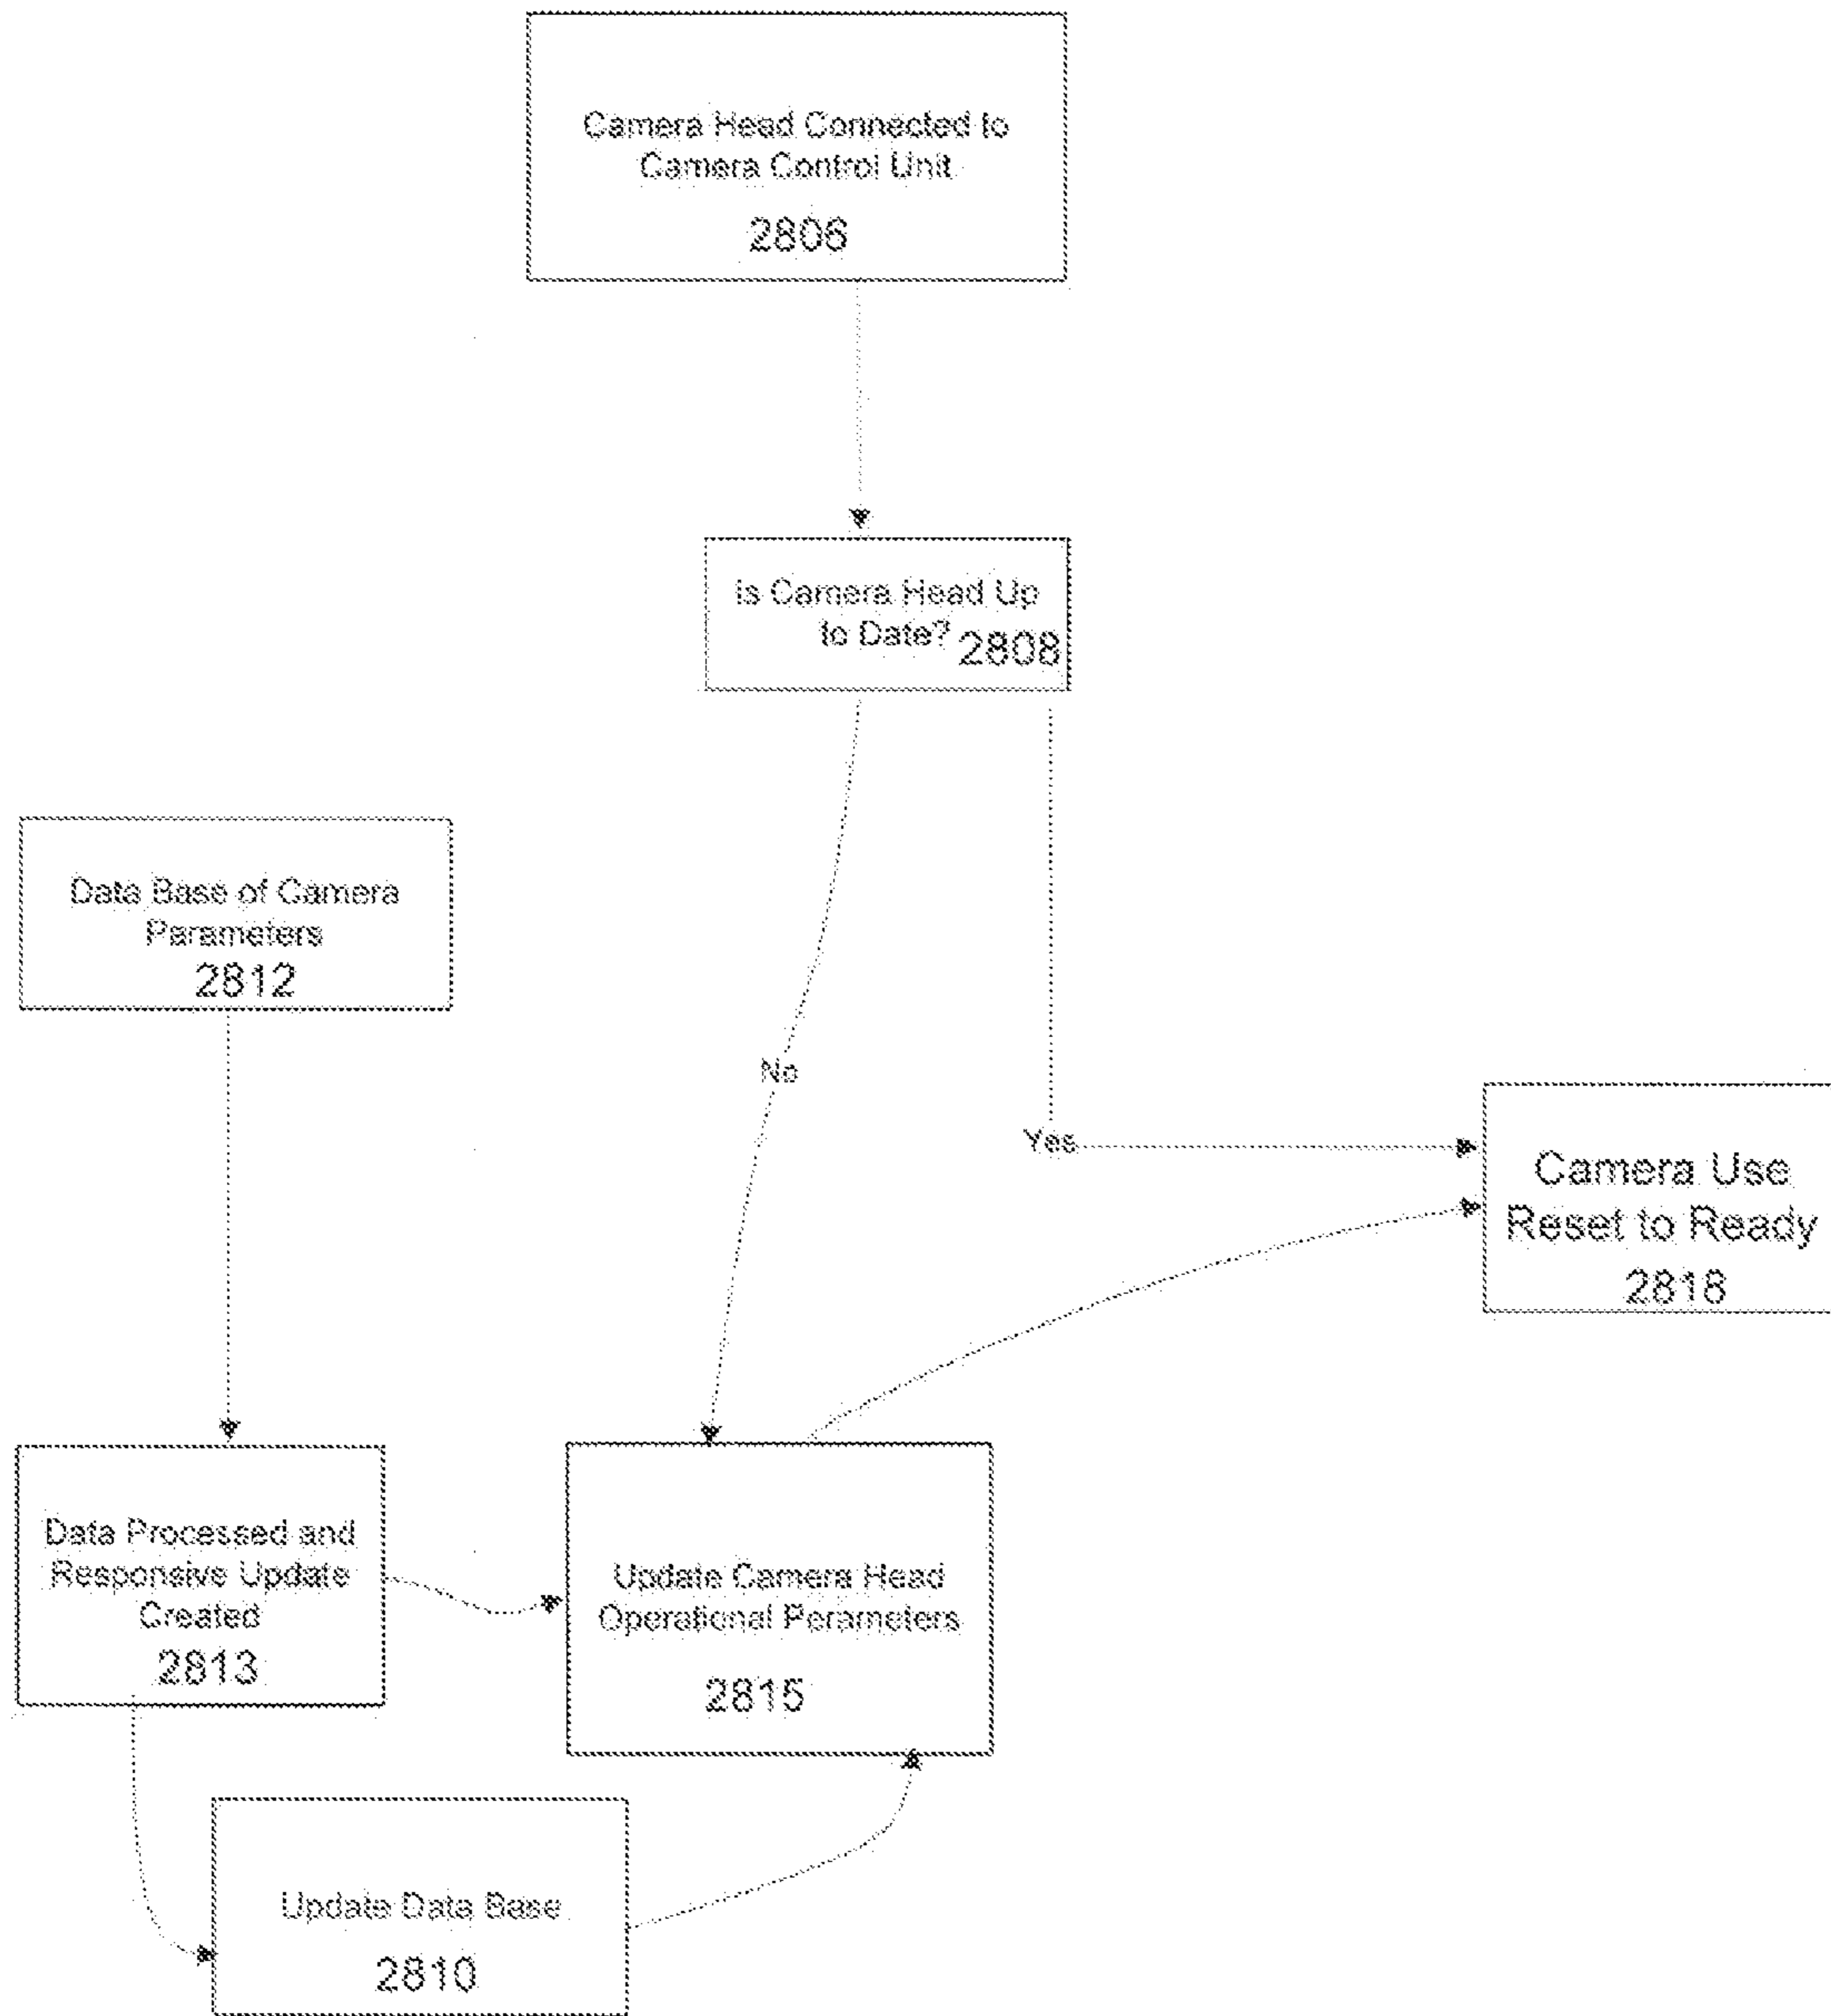 Camera Head Connected to
Camera Control Unit
2806
is Camera Head Up
to Date? 2808
Data Base of Camera
Parameters
2812
No
Yes
Camera Use
Reset to Ready
2818
Data Processed and
Responsive Update
Created
2813
Update Camera Head
Operational Perameters
2815
Update Data Base
2810